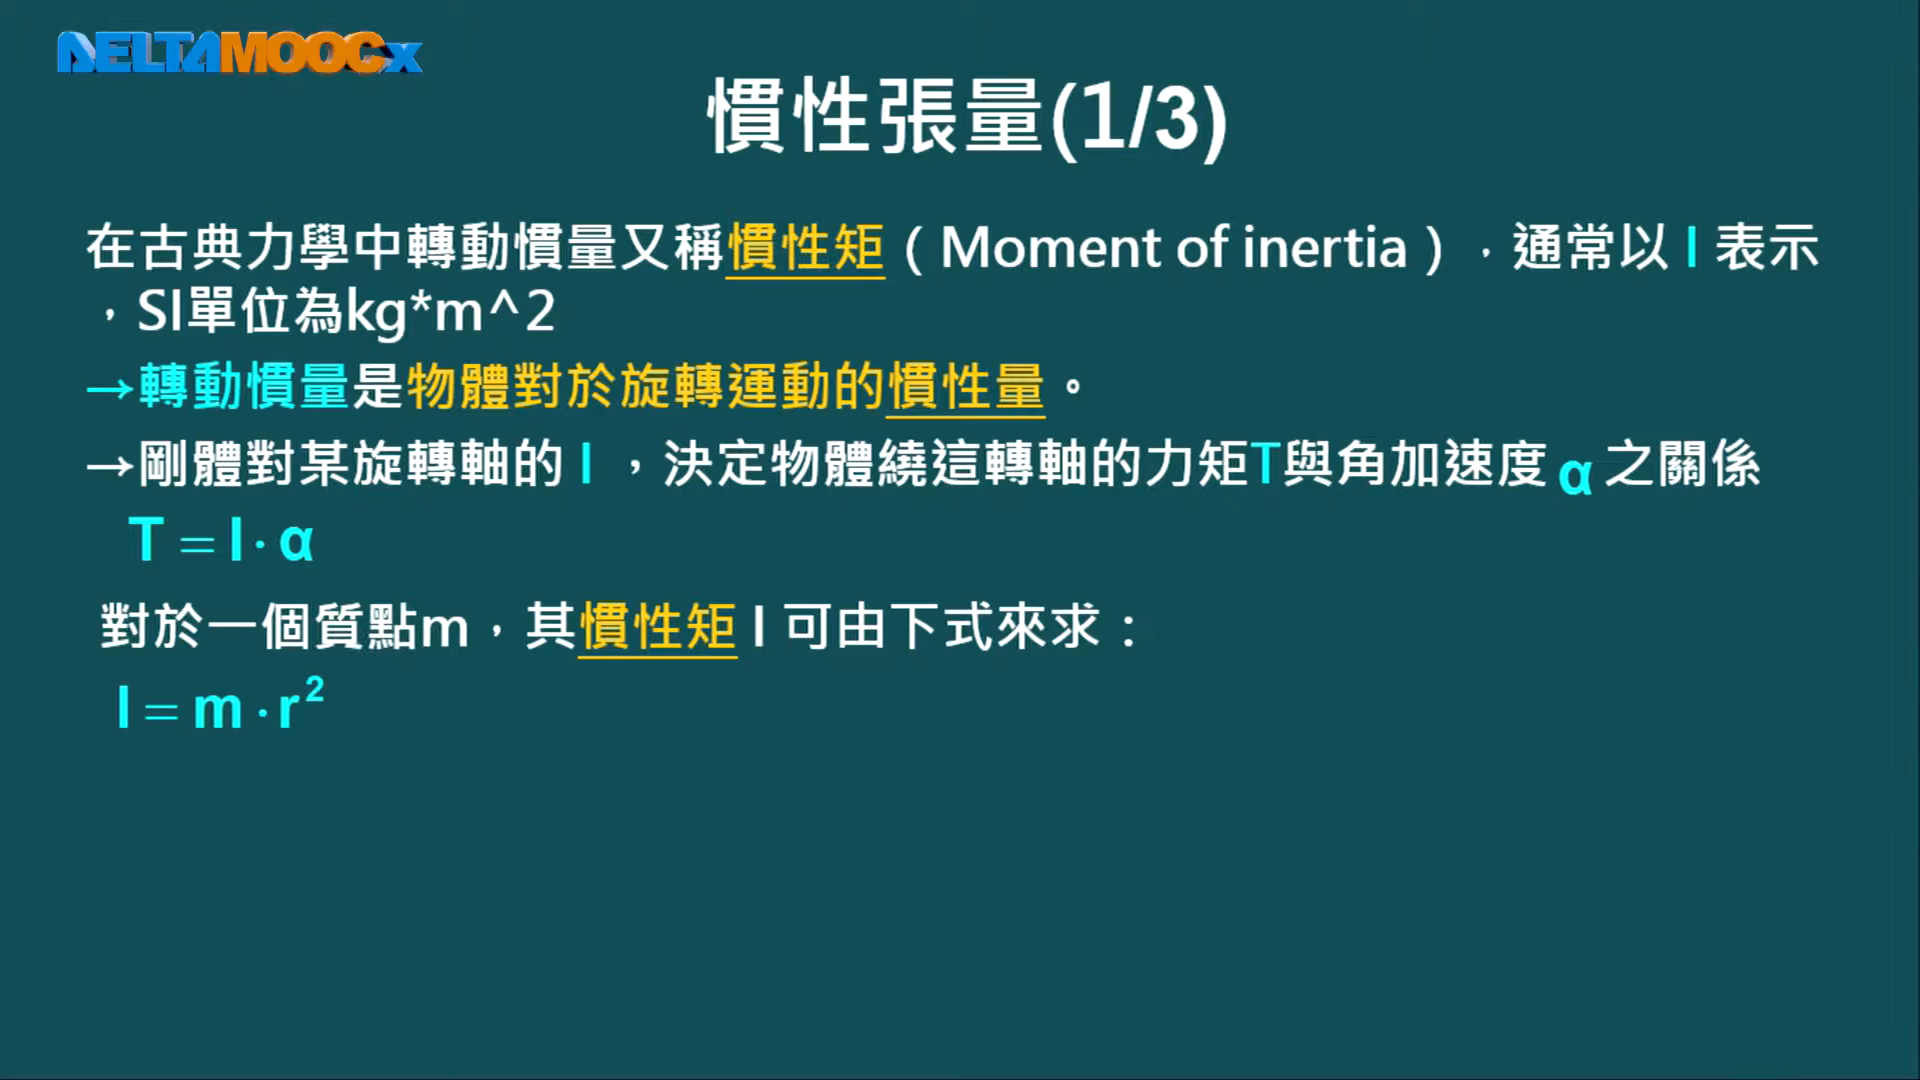 DELTAMOOCx
慣性張量(1/3)
在古典力學中轉動慣量又稱慣性矩（Moment of inertia），通常以 I 表示
，SI單位為kg*m^2
→轉動慣量是物體對於旋轉運動的慣性量。
→剛體對某旋轉軸的 I ，決定物體繞這轉軸的力矩T與角加速度 α 之關係
T = I · α
對於一個質點m，其慣性矩 I 可由下式來求：
I = m · r²